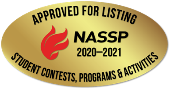 APPROVED FOR LISTING
NASSP
2020–2021
STUDENT CONTESTS, PROGRAMS & ACTIVITIES